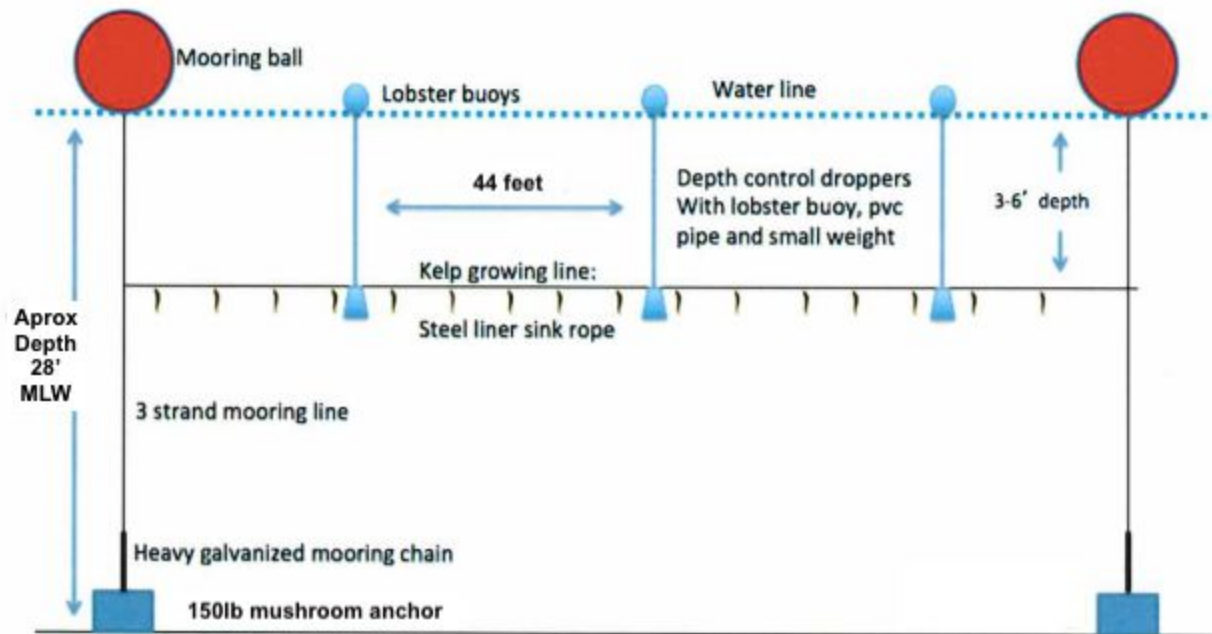 Mooring ball
Lobster buoys
Water line
44 feet
Depth control droppers
With lobster buoy, pvc
pipe and small weight
3-6' depth
Kelp growing line:
Steel liner sink rope
Aprox
Depth
28'
MLW
3 strand mooring line
Heavy galvanized mooring chain
150lb mushroom anchor